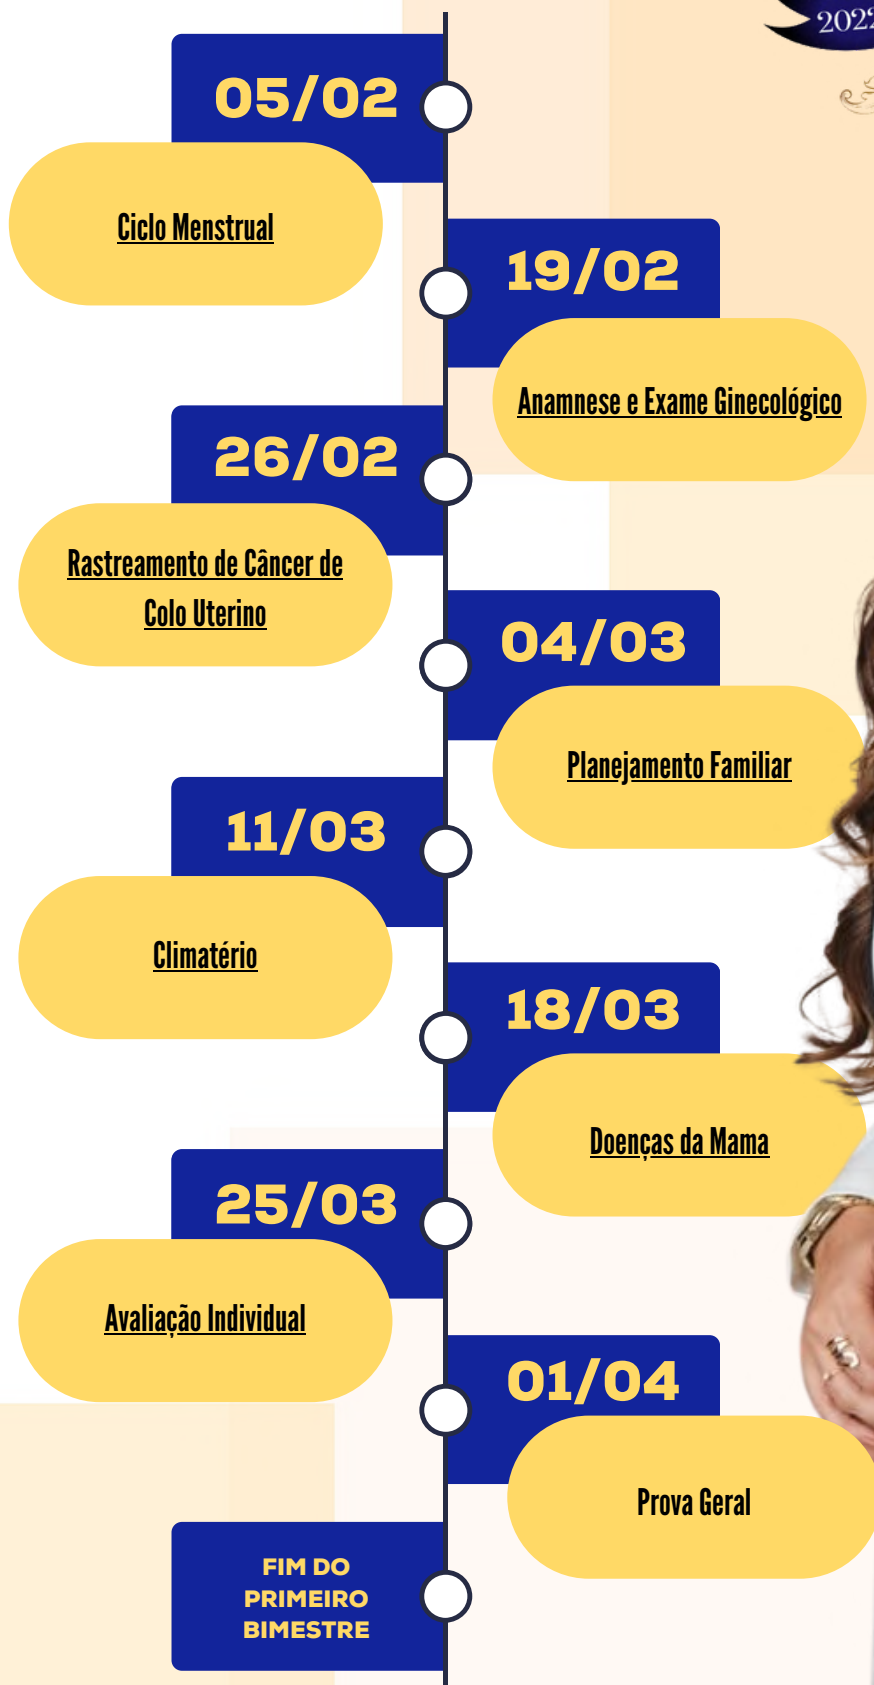 2022
05/02
Ciclo Menstrual
19/02
Anamnese e Exame Ginecológico
26/02
Rastreamento de Câncer de
Colo Uterino
04/03
Planejamento Familiar
11/03
Climatério
18/03
Doenças da Mama
25/03
Avaliação Individual
01/04
Prova Geral
FIM DO
PRIMEIRO
BIMESTRE